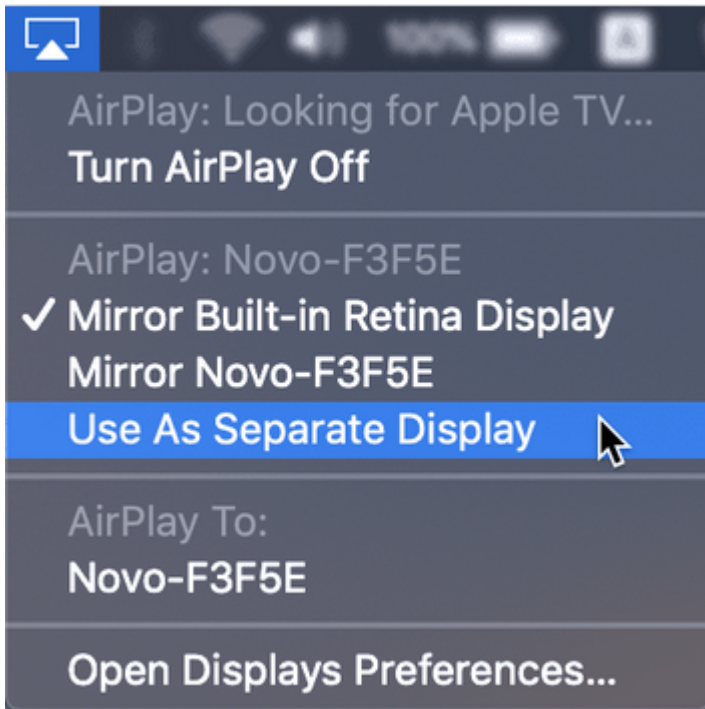 100%
AirPlay: Looking for Apple TV...
Turn AirPlay Off
AirPlay: Novo-F3F5E
✓ Mirror Built-in Retina Display
Mirror Novo-F3F5E
Use As Separate Display
AirPlay To:
Novo-F3F5E
Open Displays Preferences...